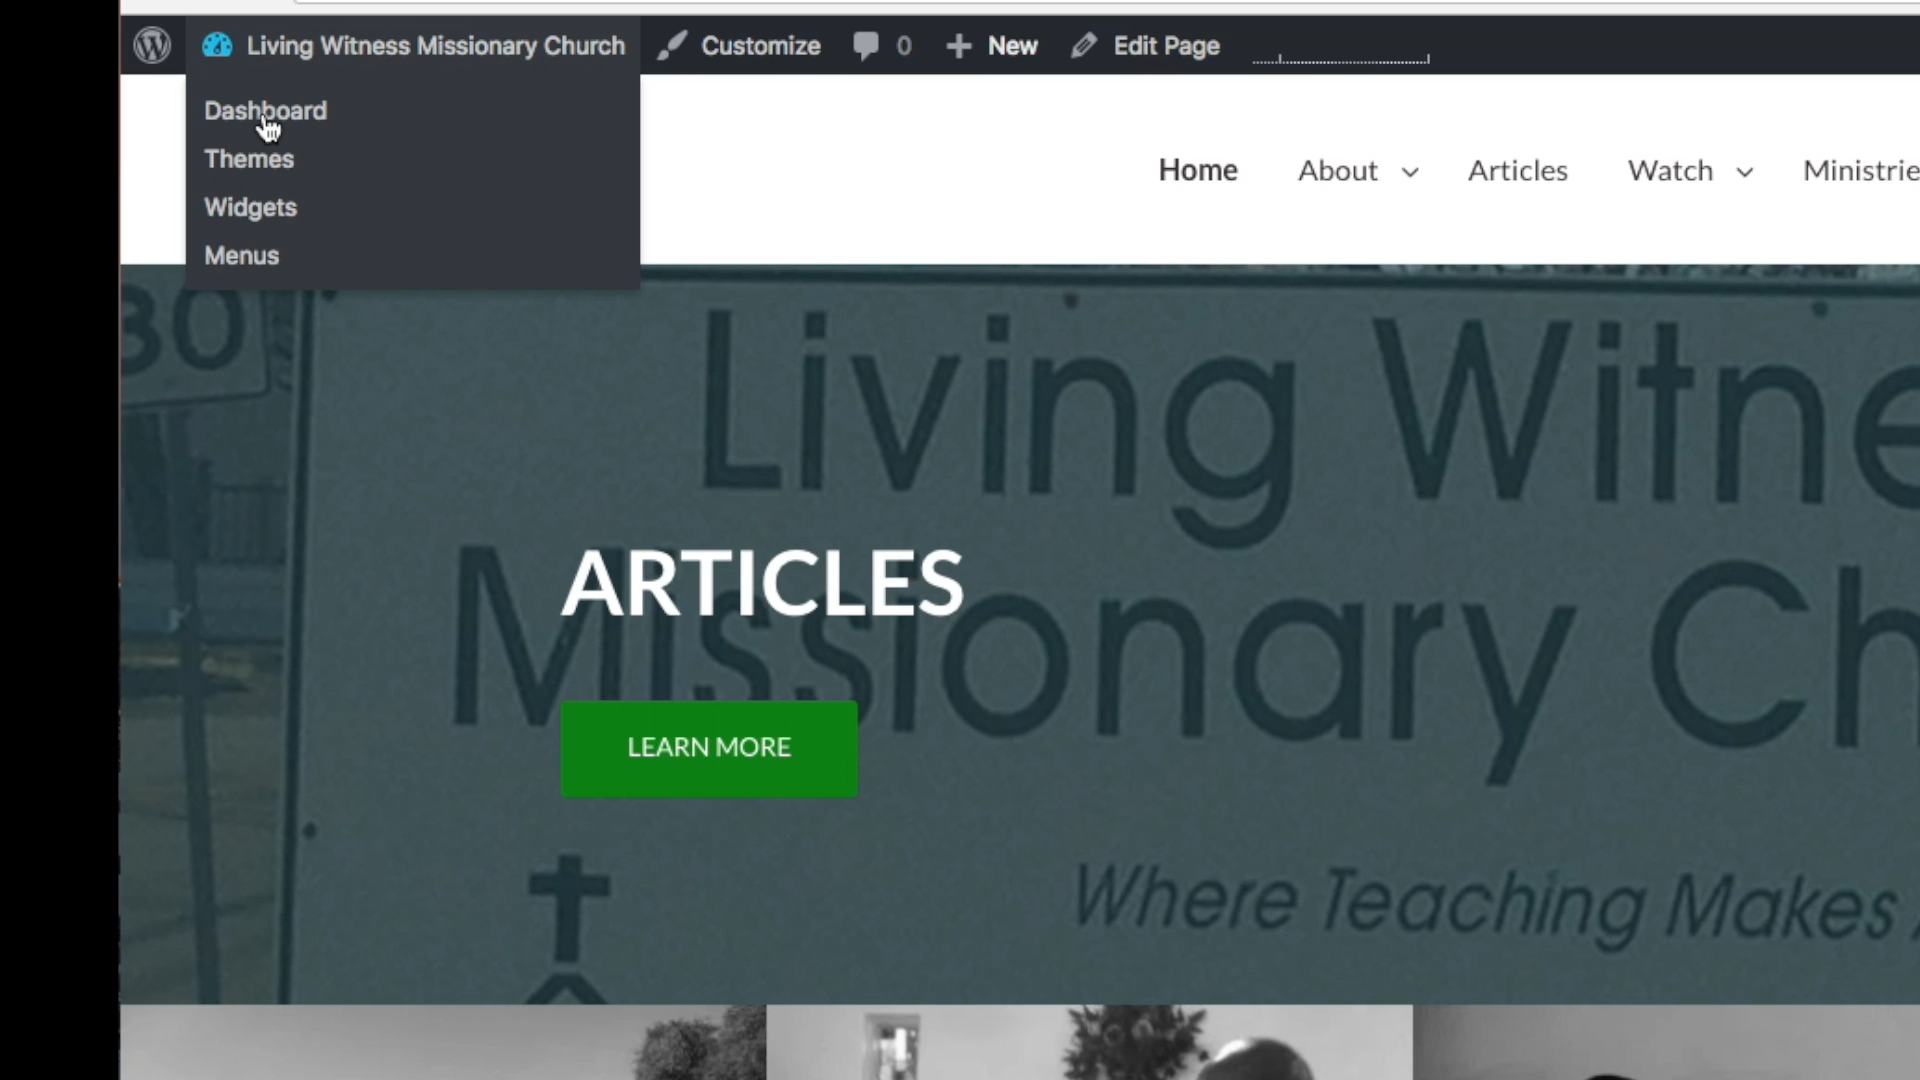 Living Witness Missionary Church Customize 0 New Edit Page
Dashboard
Themes
Widgets
Menus
Home About Articles Watch Ministrie
30
Living Witne
Missionary Ch
ARTICLES
LEARN MORE
Where Teaching Makes